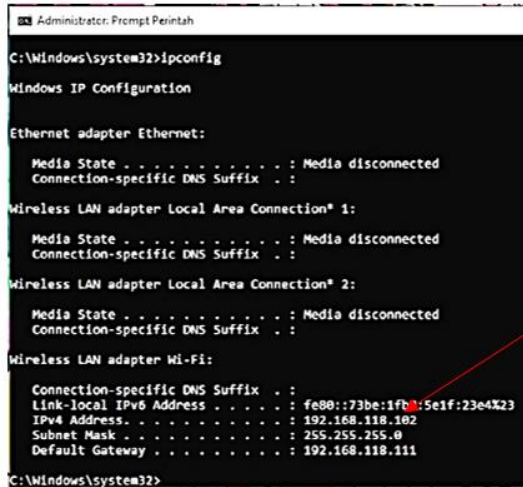 Administrator: Prompt Perintah
C:\Windows\system32>ipconfig
Windows IP Configuration
Ethernet adapter Ethernet:
Media State . . . . . . . . . . . : Media disconnected
Connection-specific DNS Suffix  . :
Wireless LAN adapter Local Area Connection* 1:
Media State . . . . . . . . . . . : Media disconnected
Connection-specific DNS Suffix  . :
Wireless LAN adapter Local Area Connection* 2:
Media State . . . . . . . . . . . : Media disconnected
Connection-specific DNS Suffix  . :
Wireless LAN adapter Wi-Fi:
Connection-specific DNS Suffix  . :
Link-local IPv6 Address . . . . . :
IPv4 Address. . . . . . . . . . . : 192.168.118.102
Subnet Mask . . . . . . . . . . . : 255.255.255.0
Default Gateway . . . . . . . . . : 192.168.118.111
C:\Windows\system32>